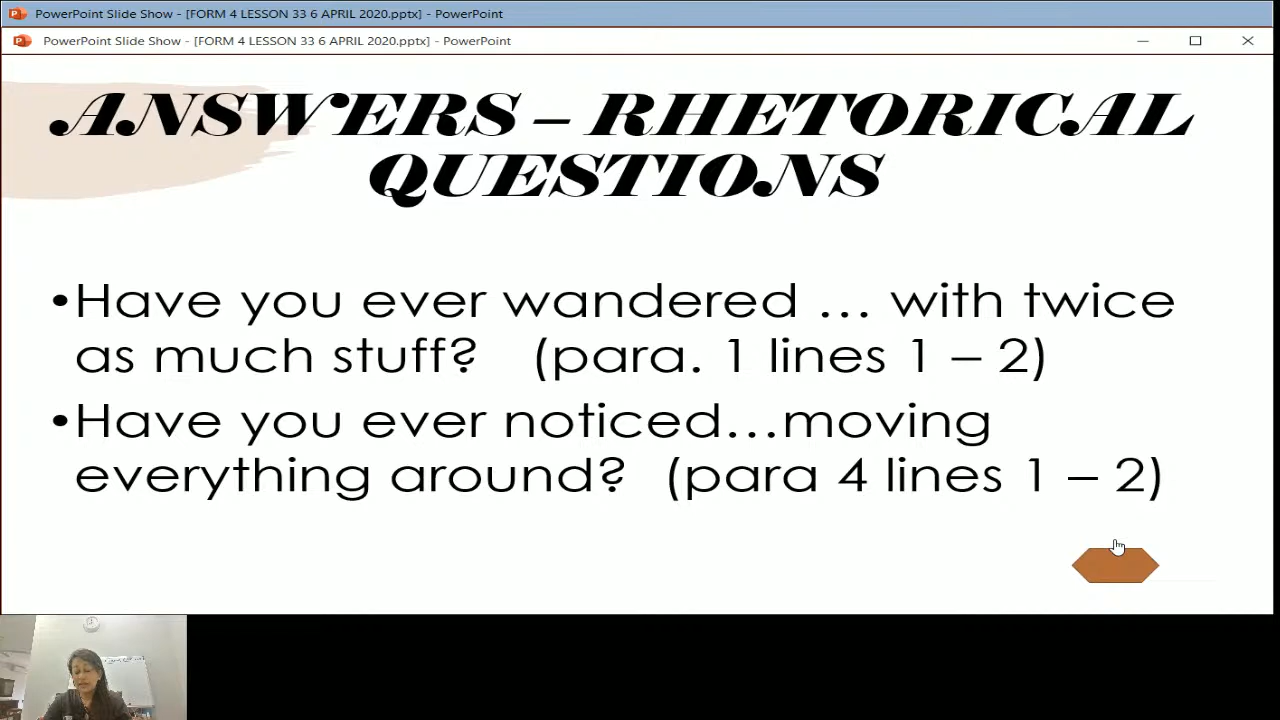 PowerPoint Slide Show - [FORM 4 LESSON 33 6 APRIL 2020.pptx] - PowerPoint
PowerPoint Slide Show - [FORM 4 LESSON 33 6 APRIL 2020.pptx] - PowerPoint
ANSWERS – RHETORICAL
QUESTIONS
•Have you ever wandered … with twice
as much stuff? (para. 1 lines 1 – 2)
•Have you ever noticed…moving
everything around? (para 4 lines 1 – 2)